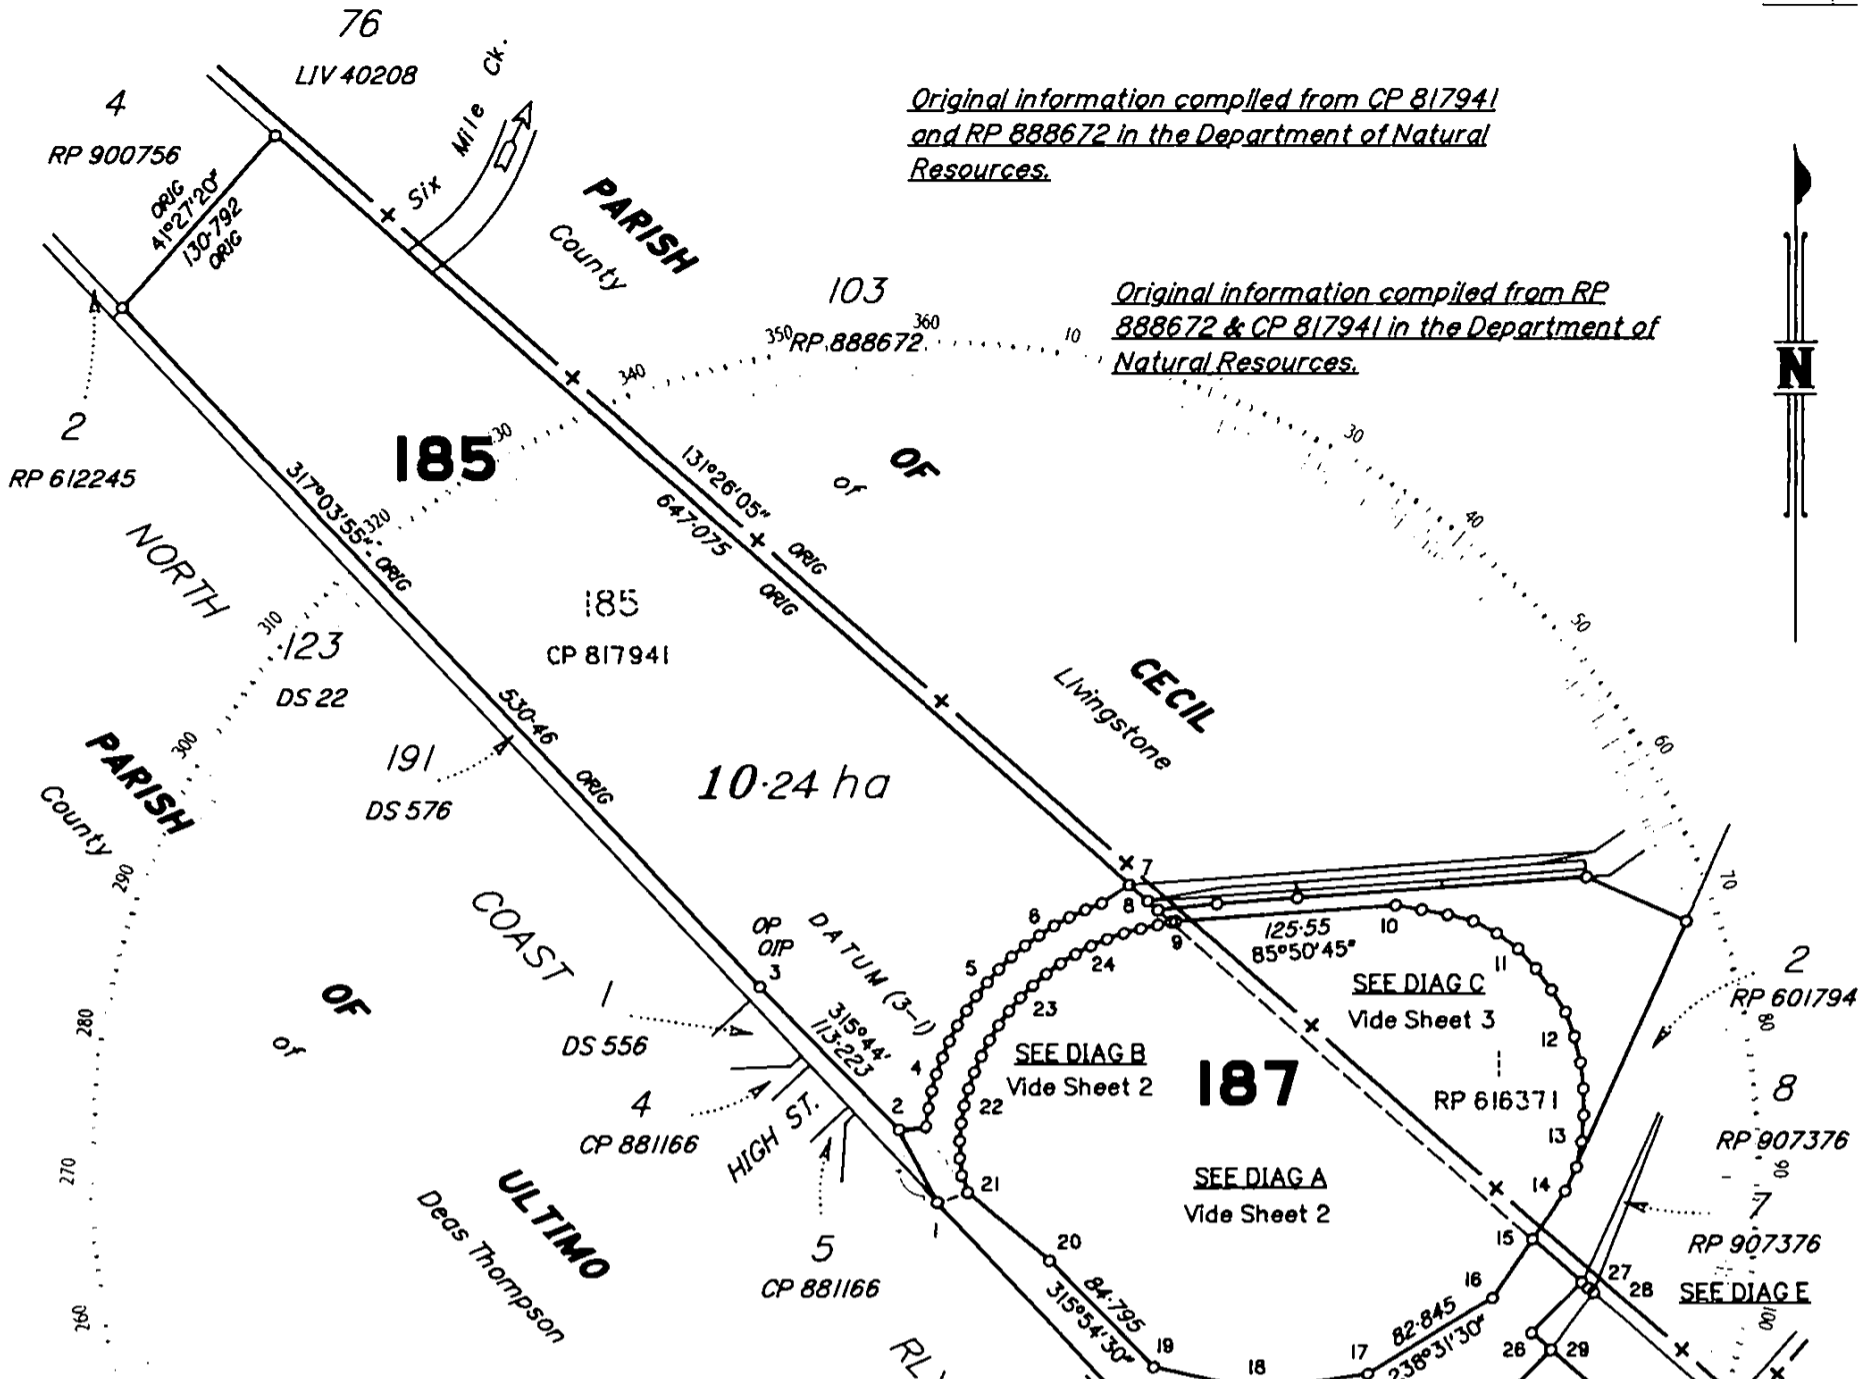 76
LIV 40208
Six Mile Ck.
4
RP 900756
ORIG
41°27'20"
130·792
ORIG
Original information compiled from CP 817941
and RP 888672 in the Department of Natural
Resources.
PARISH
County
103
RP 888672
350
360
10
340
330
320
310
300
290
280
270
260
30
40
50
60
70
80
90
100
Original information compiled from RP
888672 & CP 817941 in the Department of
Natural Resources.
N
2
RP 612245
185
317°03'55"
ORIG
131°26'05"
647·075
ORIG
ORIG
OF
of
NORTH
123
DS 22
185
CP 817941
530·46
ORIG
CECIL
Livingstone
PARISH
County
191
DS 576
10·24 ha
COAST
OP
OIP
3
DATUM (3-1)
315°44'
113·223
1
DS 556
OF
of
4
CP 881166
HIGH ST.
5
CP 881166
ULTIMO
Deas Thompson
RLY
1
2
4
5
6
7
8
9
125·55
85°50'45"
10
11
12
13
14
15
16
17
18
19
20
21
22
23
24
SEE DIAG C
Vide Sheet 3
SEE DIAG B
Vide Sheet 2
187
1
RP 616371
SEE DIAG A
Vide Sheet 2
2
RP 601794
8
RP 907376
7
RP 907376
27
28
SEE DIAG E
26
29
84·795
315°54'30"
82·845
238°31'30"